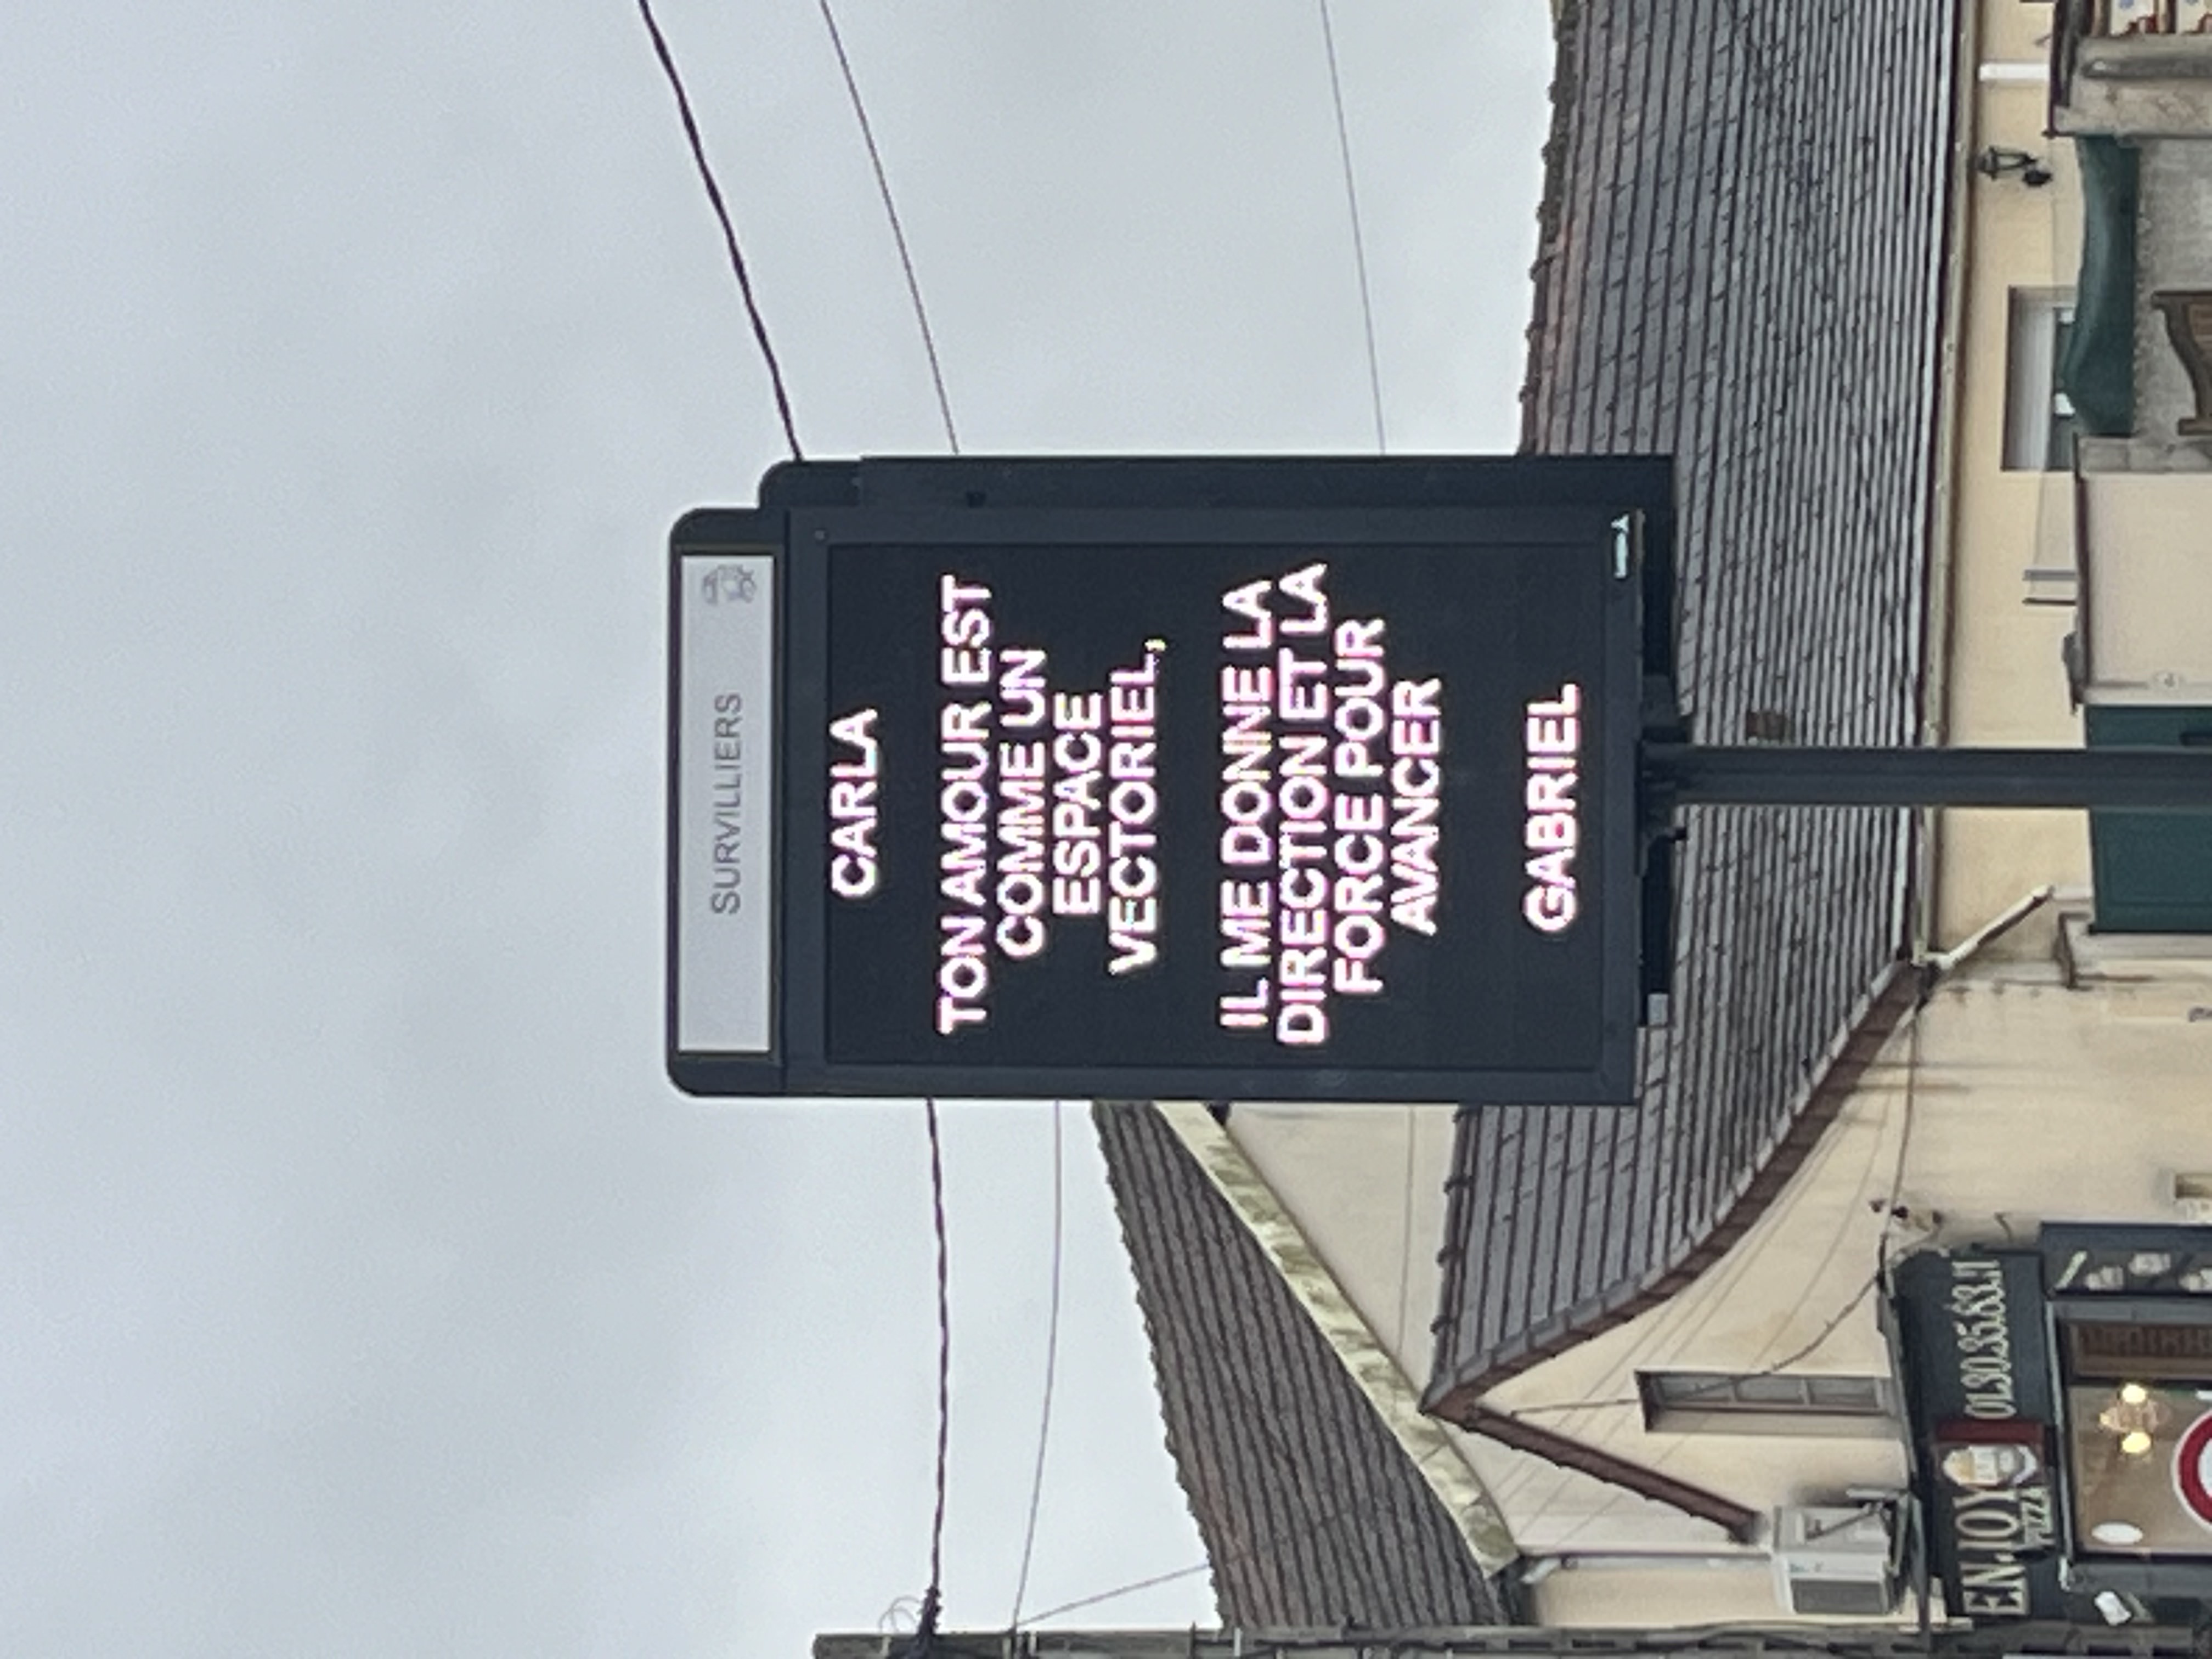 SURVILLIERS
CARLA
TON AMOUR EST
COMME UN
ESPACE
VECTORIEL,
IL ME DONNE LA
DIRECTION ET LA
FORCE POUR
AVANCER
GABRIEL
ENJOY
PIZZA
01.30.35.83.11